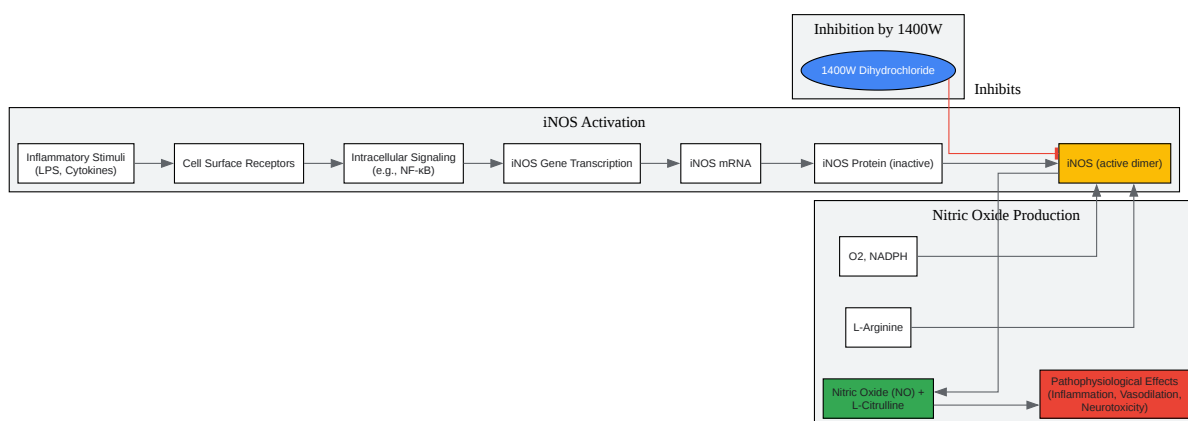 Inhibition by 1400W
1400W Dihydrochloride
Inhibits
iNOS Activation
Inflammatory Stimuli
(LPS, Cytokines)
Cell Surface Receptors
Intracellular Signaling
(e.g., NF-κB)
iNOS Gene Transcription
iNOS mRNA
iNOS Protein (inactive)
iNOS (active dimer)
Nitric Oxide Production
O2, NADPH
L-Arginine
Nitric Oxide (NO) +
L-Citrulline
Pathophysiological Effects
(Inflammation, Vasodilation,
Neurotoxicity)